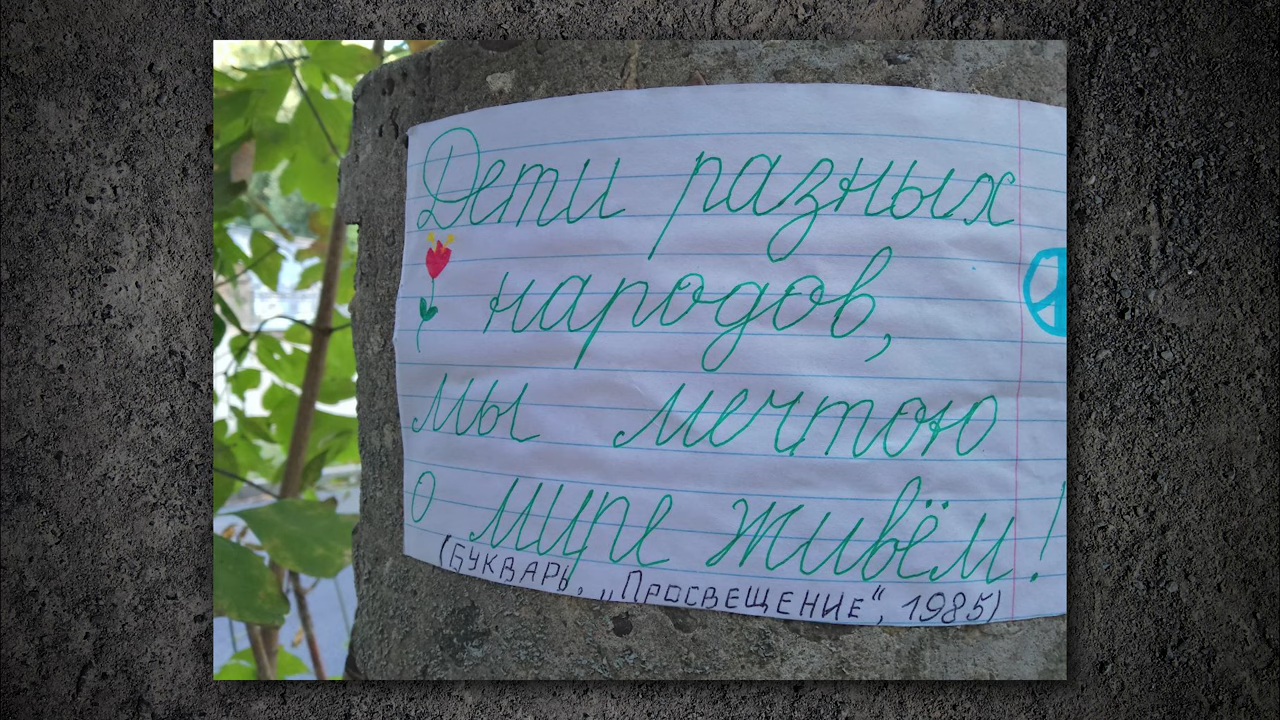 Дети разных
народов,
мы мечтою
о мире живём!
(БУКВАРЬ, „ПРОСВЕЩЕНИЕ“, 1985)